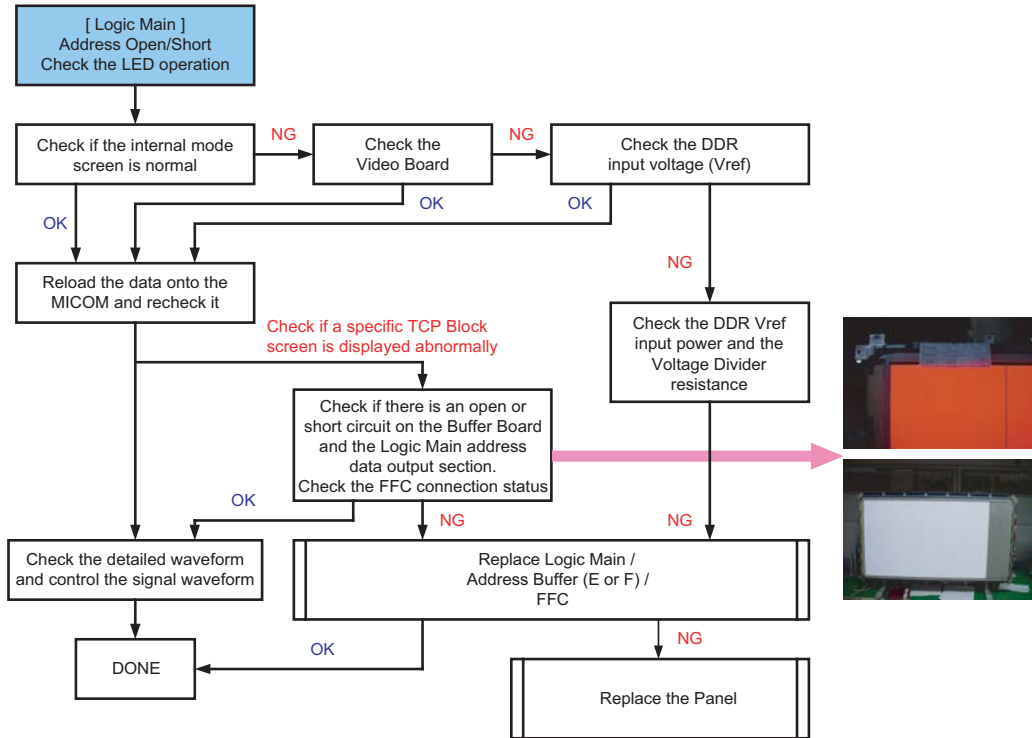 [ Logic Main ]
Address Open/Short
Check the LED operation
NG
NG
Check if the internal mode
screen is normal
Check the
Video Board
Check the DDR
input voltage (Vref)
OK
OK
OK
NG
Reload the data onto the
MICOM and recheck it
Check if a specific TCP Block
screen is displayed abnormally
Check the DDR Vref
input power and the
Voltage Divider
resistance
Check if there is an open or
short circuit on the Buffer Board
and the Logic Main address
data output section.
Check the FFC connection status
OK
NG
NG
Check the detailed waveform
and control the signal waveform
Replace Logic Main /
Address Buffer (E or F) /
FFC
OK
NG
DONE
Replace the Panel